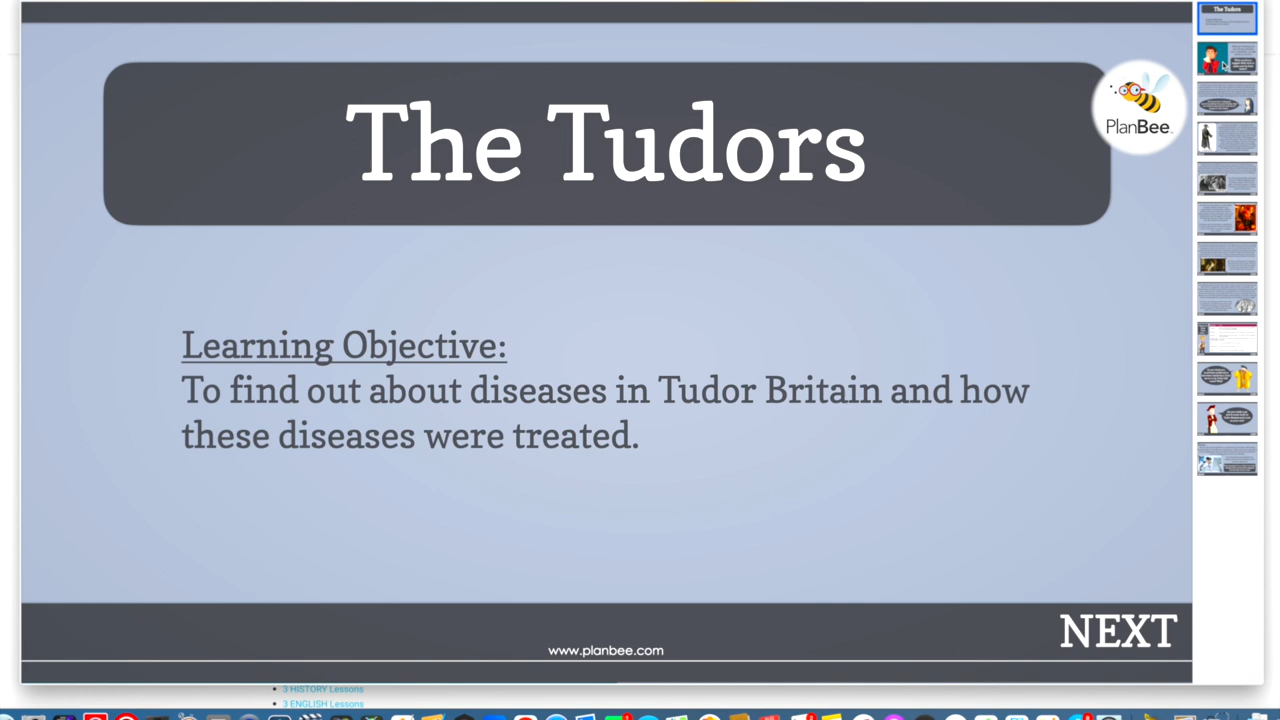 The Tudors
PlanBee
Learning Objective:
To find out about diseases in Tudor Britain and how
these diseases were treated.
NEXT
www.planbee.com
3 HISTORY Lessons
3 ENGLISH Lessons
The Tudors